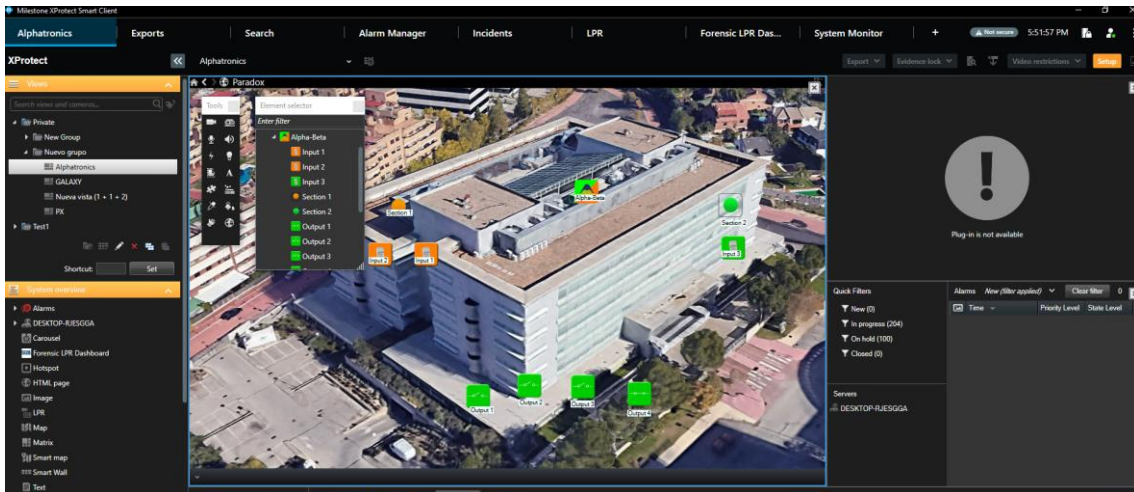 Milestone XProtect Smart Client
Alphatronics
Exports
Search
Alarm Manager
Incidents
LPR
Forensic LPR Das...
System Monitor
+
Not secure
5:51:57 PM
XProtect
Alphatronics
Export
Evidence lock
Video restrictions
Setup
Views
Search views and cameras...
Private
New Group
Nuevo grupo
Alphatronics
GALAXY
Nueva vista (1 + 1 + 2)
PX
Test1
Shortcut:
Set
System overview
Alarms
DESKTOP-RJESGGA
Carousel
Forensic LPR Dashboard
Hotspot
HTML page
Image
LPR
Map
Matrix
Smart map
Smart Wall
Text
Paradox
Tools
Element selector
Enter filter
Alpha-Beta
Input 1
Input 2
Input 3
Section 1
Section 2
Output 1
Output 2
Output 3
Section 1
Input 2
Input 1
Alpha-Beta
Section 2
Input 3
Output 1
Output 2
Output 3
Output 4
Plug-in is not available
Quick Filters
New (0)
In progress (204)
On hold (100)
Closed (0)
Servers
DESKTOP-RJESGGA
Alarms New (filter applied)
Clear filter
0
Time
Priority Level
State Level